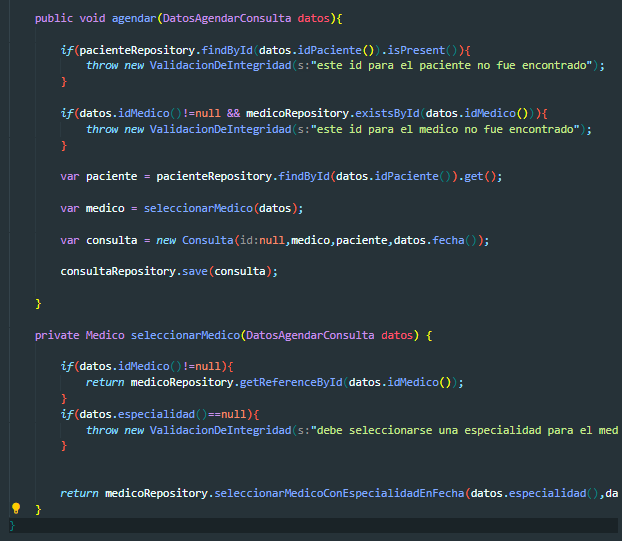 public void agendar(DatosAgendarConsulta datos){
if(pacienteRepository.findById(datos.idPaciente()).isPresent()){
throw new ValidacionDeIntegridad(s:"este id para el paciente no fue encontrado");
}
if(datos.idMedico()!=null && medicoRepository.existsById(datos.idMedico())){
throw new ValidacionDeIntegridad(s:"este id para el medico no fue encontrado");
}
var paciente = pacienteRepository.findById(datos.idPaciente()).get();
var medico = seleccionarMedico(datos);
var consulta = new Consulta(id:null,medico,paciente,datos.fecha());
consultaRepository.save(consulta);
}
private Medico seleccionarMedico(DatosAgendarConsulta datos) {
if(datos.idMedico()!=null){
return medicoRepository.getReferenceById(datos.idMedico());
}
if(datos.especialidad()==null){
throw new ValidacionDeIntegridad(s:"debe seleccionarse una especialidad para el med
}
return medicoRepository.seleccionarMedicoConEspecialidadEnFecha(datos.especialidad(),da
}
}